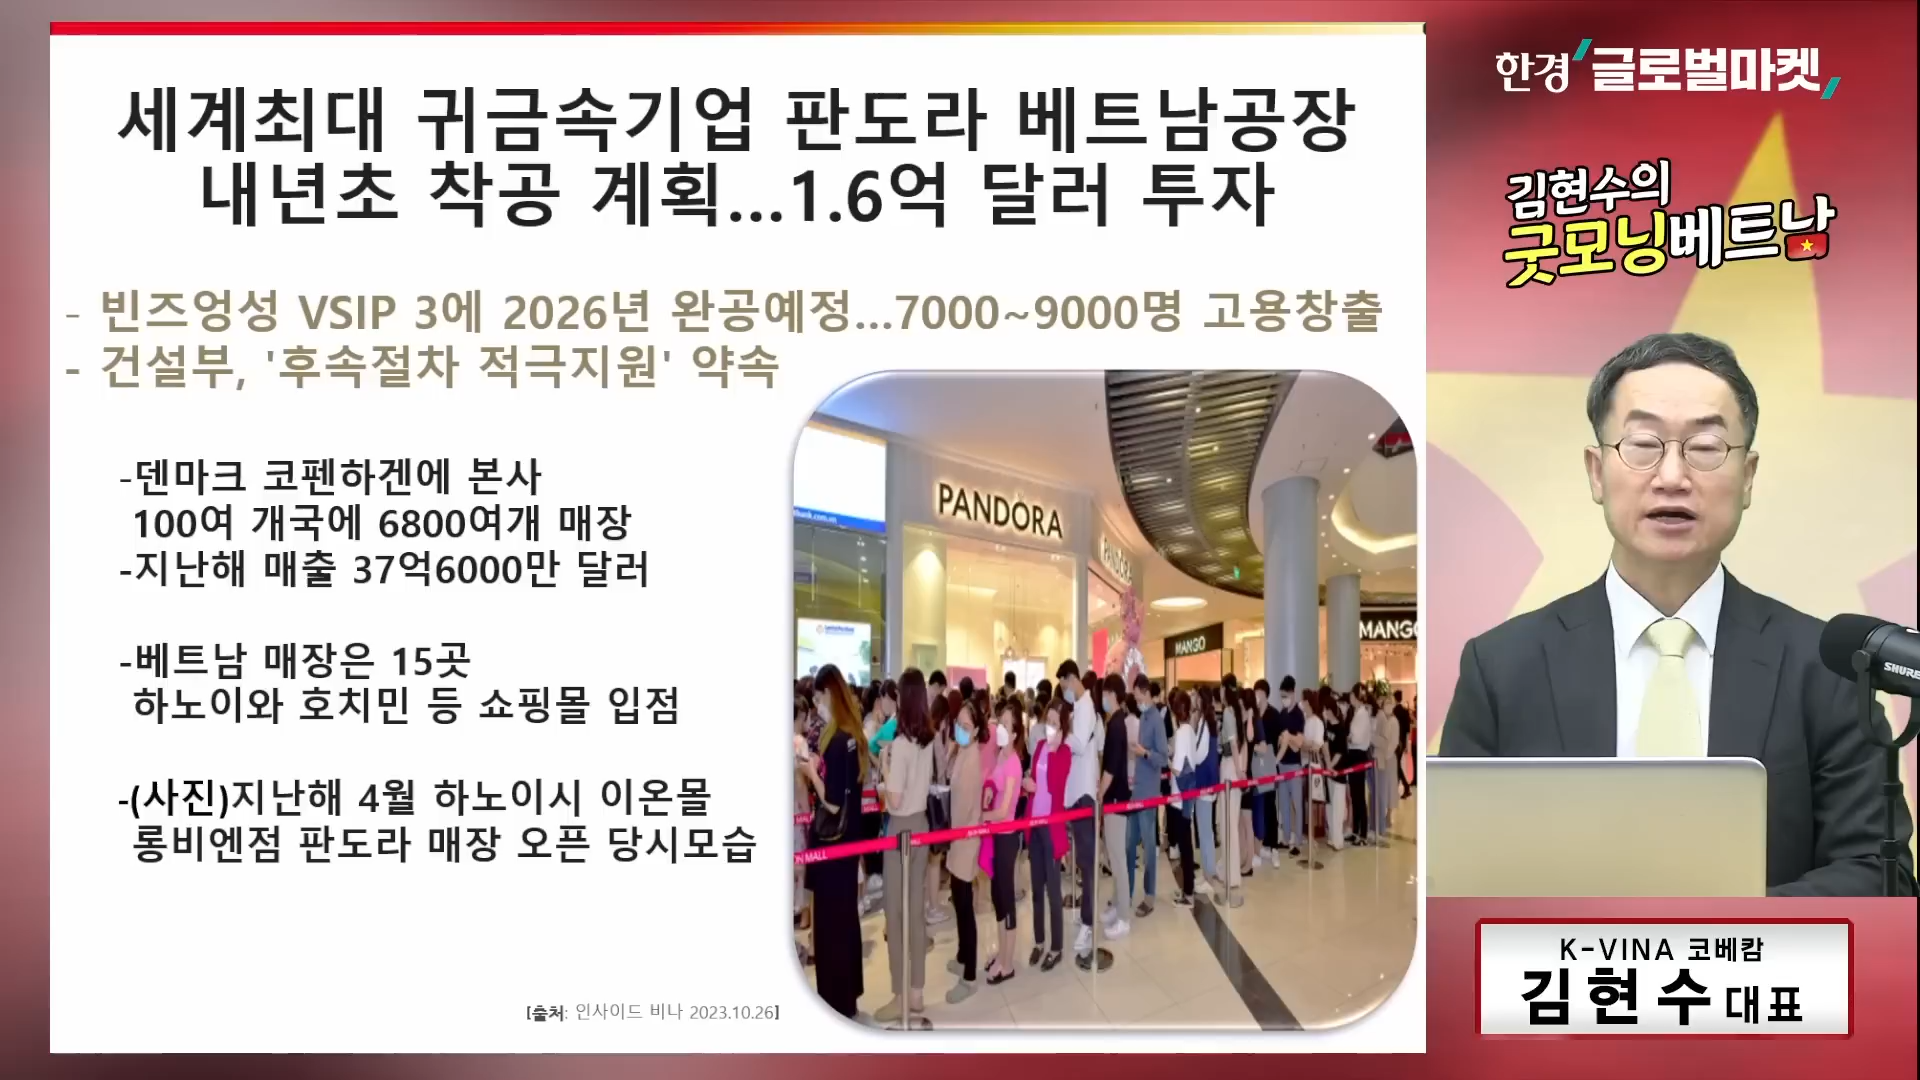 세계최대 귀금속기업 판도라 베트남공장
내년초 착공 계획...1.6억 달러 투자
- 빈즈엉성 VSIP 3에 2026년 완공예정...7000~9000명 고용창출
- 건설부, '후속절차 적극지원' 약속
-덴마크 코펜하겐에 본사
100여 개국에 6800여개 매장
-지난해 매출 37억6000만 달러
-베트남 매장은 15곳
하노이와 호치민 등 쇼핑몰 입점
-(사진)지난해 4월 하노이시 이온몰
롱비엔점 판도라 매장 오픈 당시모습
[출처: 인사이드 비나 2023.10.26]
PANDORA
PANDORA
MANGO
MANGO
한경 글로벌마켓
김현수의
굿모닝베트남
SHURE
K-VINA 코베캄
김현수 대표